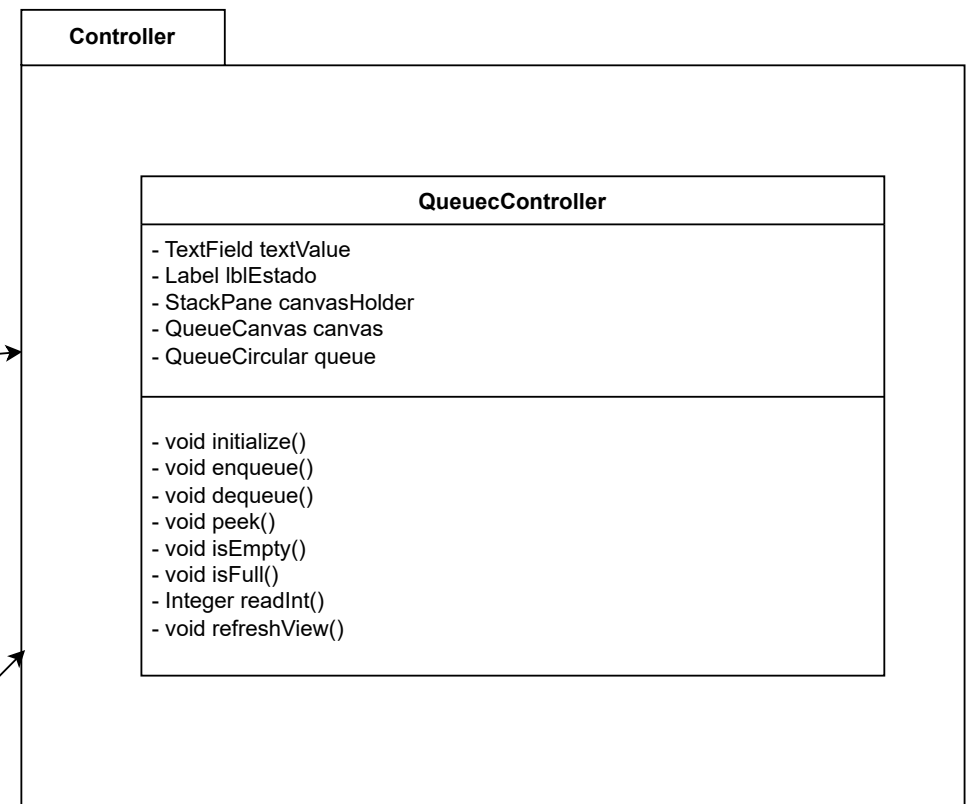 Controller
QueuecController
- TextField textValue
- Label lblEstado
- StackPane canvasHolder
- QueueCanvas canvas
- QueueCircular queue
- void initialize()
- void enqueue()
- void dequeue()
- void peek()
- void isEmpty()
- void isFull()
- Integer readInt()
- void refreshView()